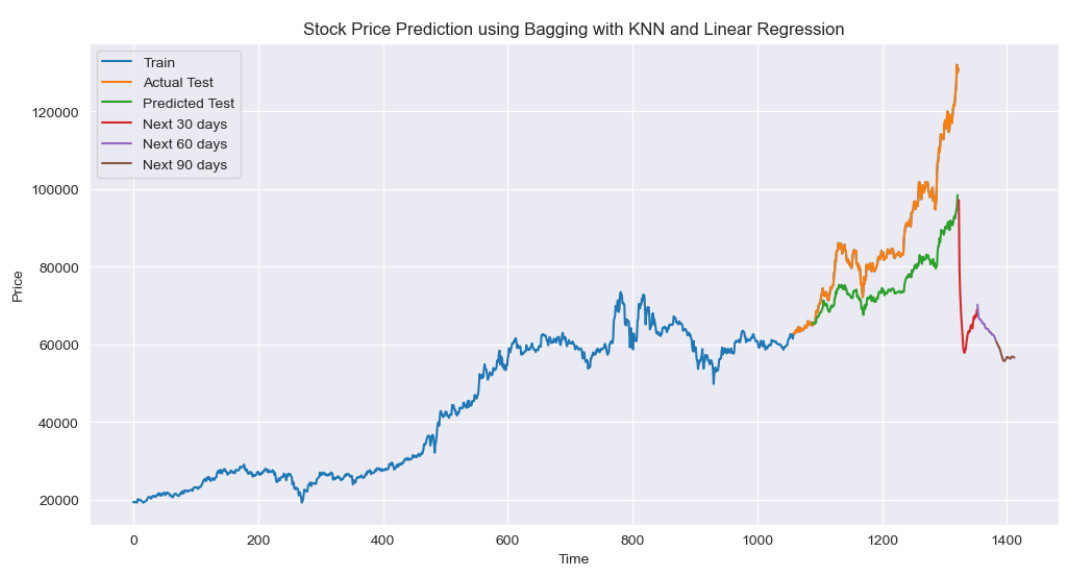 Stock Price Prediction using Bagging with KNN and Linear Regression
Train
Actual Test
Predicted Test
Next 30 days
Next 60 days
Next 90 days
120000
100000
80000
60000
40000
20000
Price
0 200 400 600 800 1000 1200 1400
Time